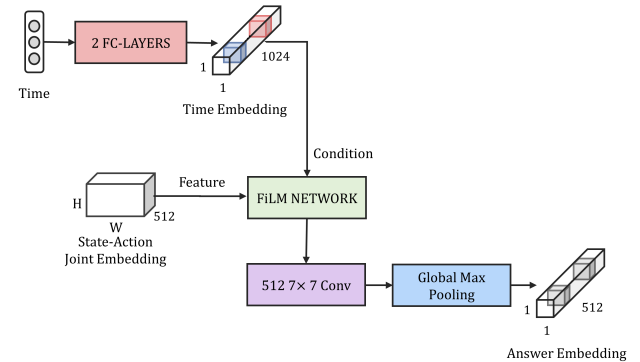 2 FC-LAYERS
1
1024
1
Time
Time Embedding
Condition
Feature
FiLM NETWORK
H
512
W
State-Action
Joint Embedding
512 7× 7 Conv
Global Max
Pooling
1
512
1
Answer Embedding